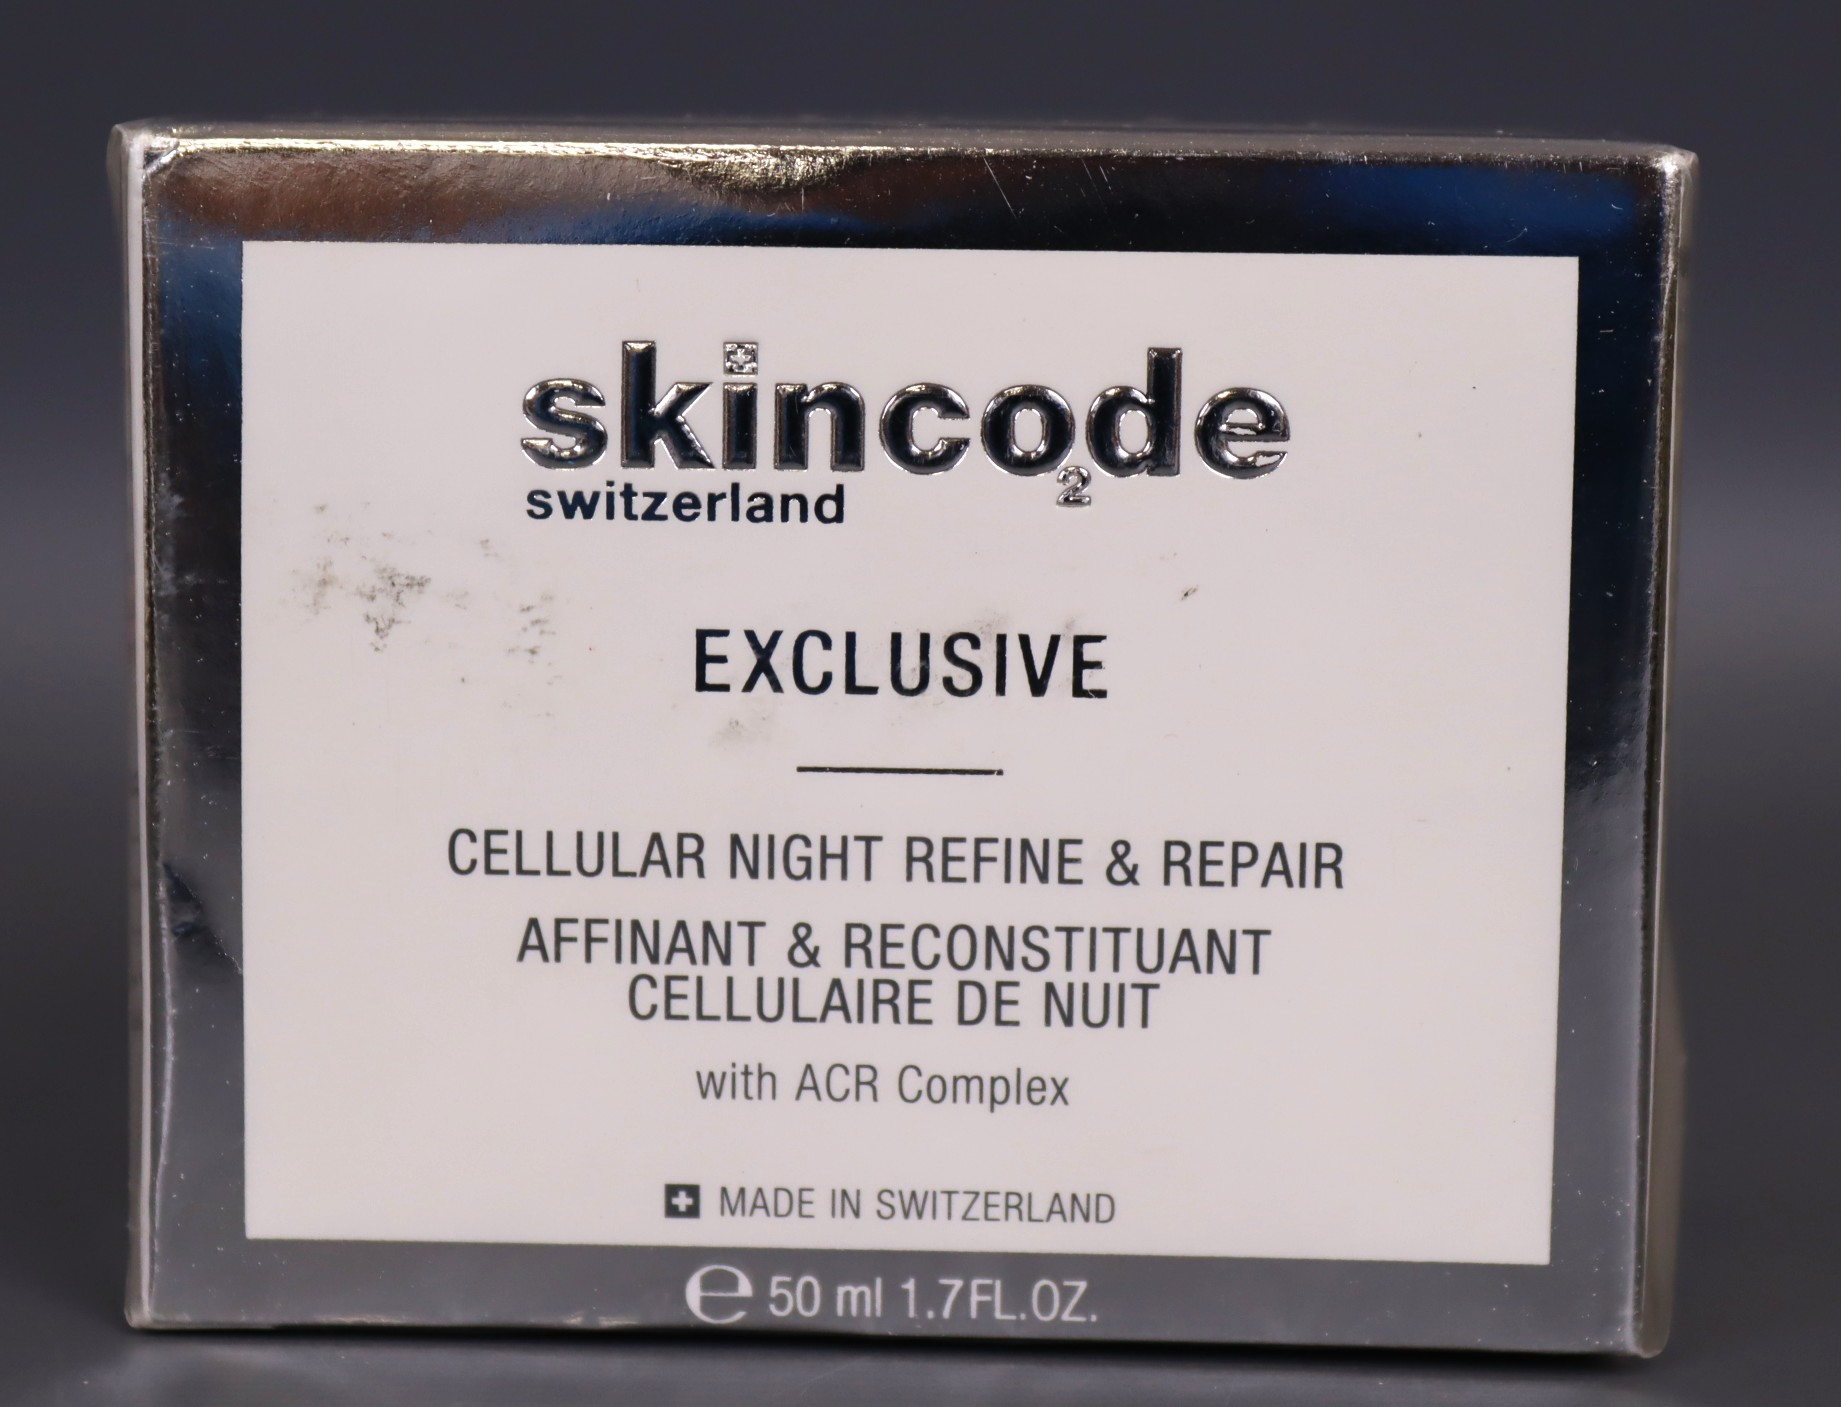 skinco2de
switzerland
EXCLUSIVE
CELLULAR NIGHT REFINE & REPAIR
AFFINANT & RECONSTITUANT
CELLULAIRE DE NUIT
with ACR Complex
MADE IN SWITZERLAND
℮ 50 ml 1.7FL.OZ.